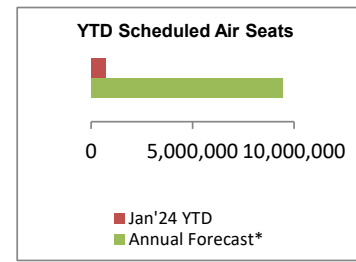 YTD Scheduled Air Seats
0 5,000,000 10,000,000
Jan'24 YTD
Annual Forecast*